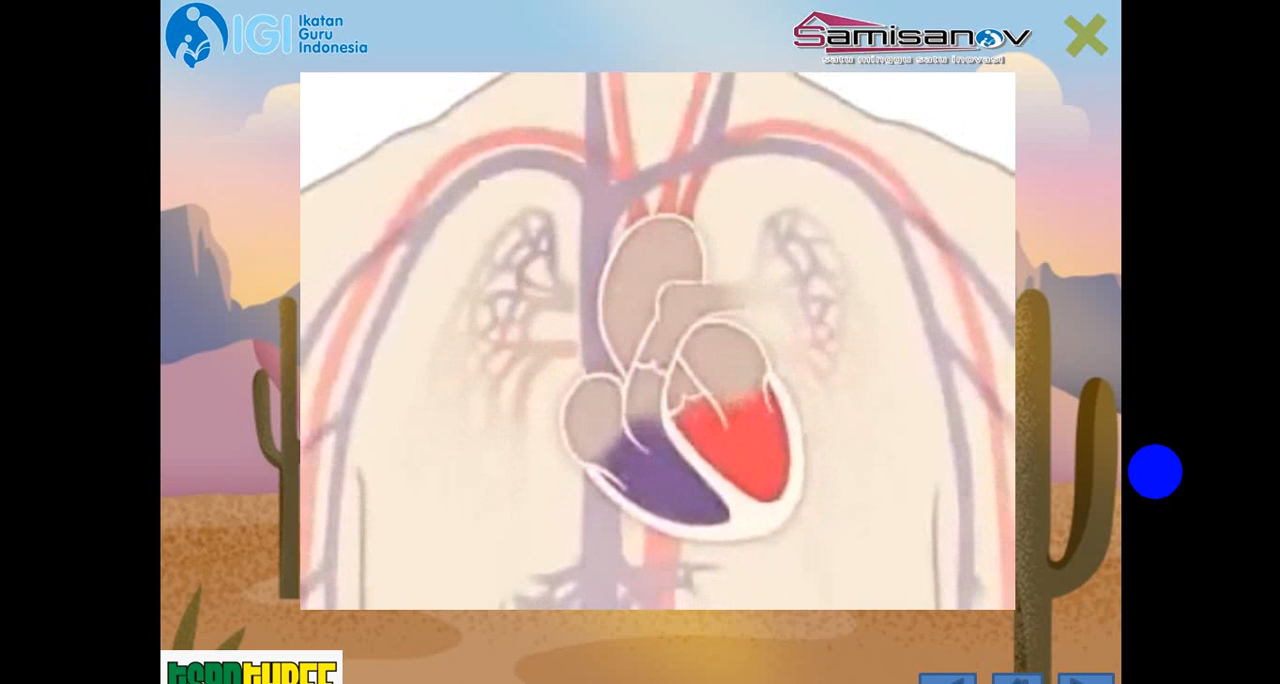 IGI
Ikatan
Guru
Indonesia
Samisanov
satu minggu satu inovasi